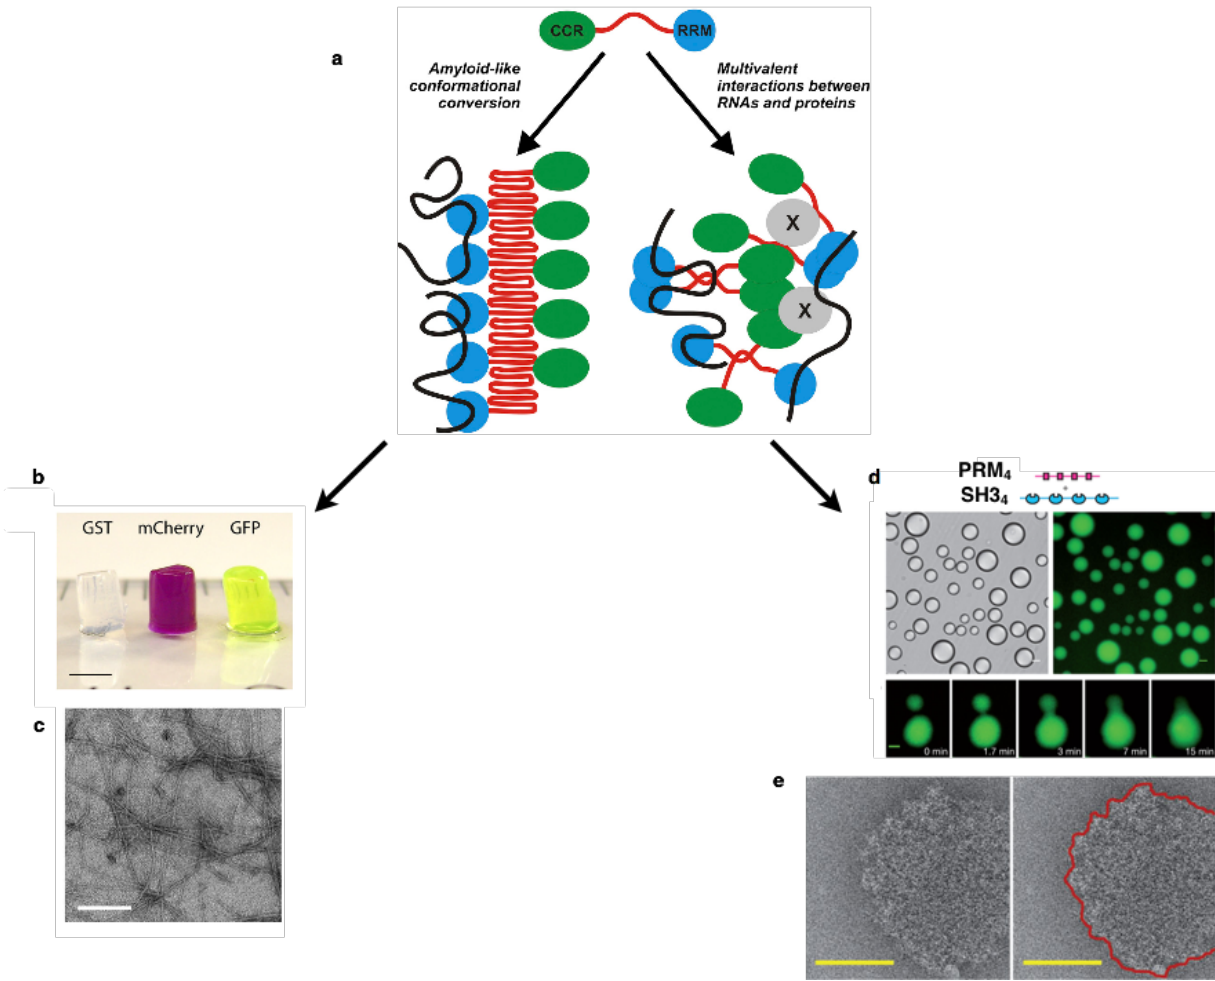 a
CCR
RRM
Amyloid-like
conformational
conversion
Multivalent
interactions between
RNAs and proteins
X
X
b
GST mCherry GFP
c
d
PRM4
+
SH34
0 min
1.7 min
3 min
7 min
15 min
e